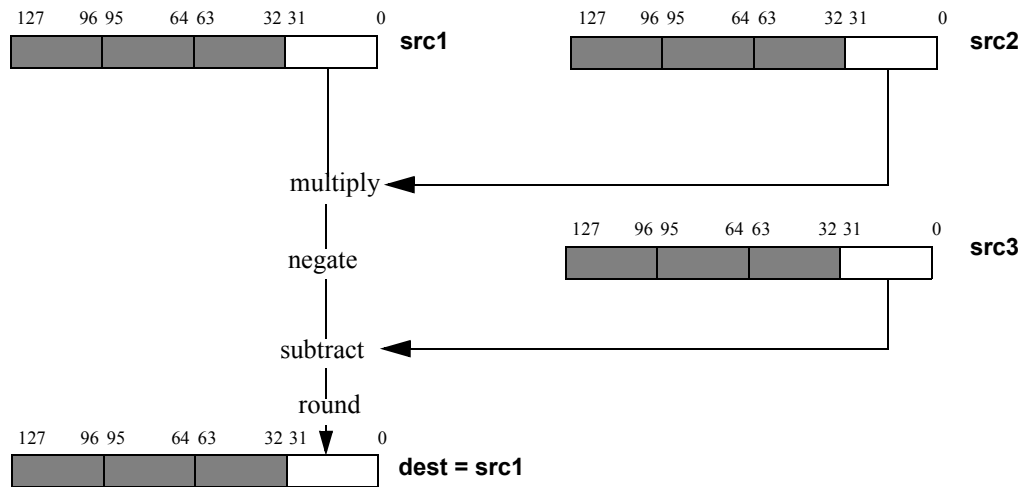 127 96 95 64 63 32 31 0 src1
127 96 95 64 63 32 31 0 src2
multiply
127 96 95 64 63 32 31 0 src3
negate
subtract
round
127 96 95 64 63 32 31 0
dest = src1